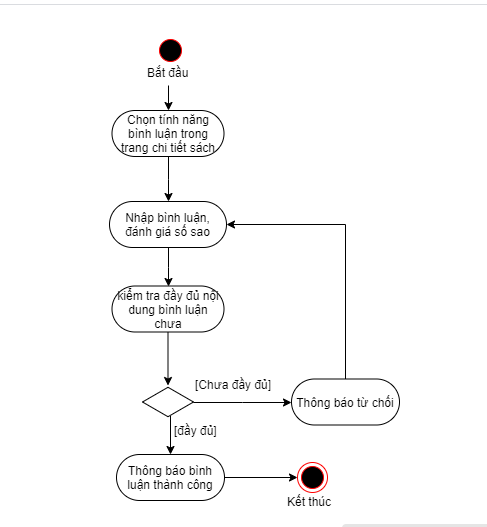 Bắt đầu
Chọn tính năng
bình luận trong
trang chi tiết sách
Nhập bình luận,
đánh giá số sao
kiểm tra đầy đủ nội
dung bình luận
chưa
[Chưa đầy đủ]
Thông báo từ chối
[đầy đủ]
Thông báo bình
luận thành công
Kết thúc